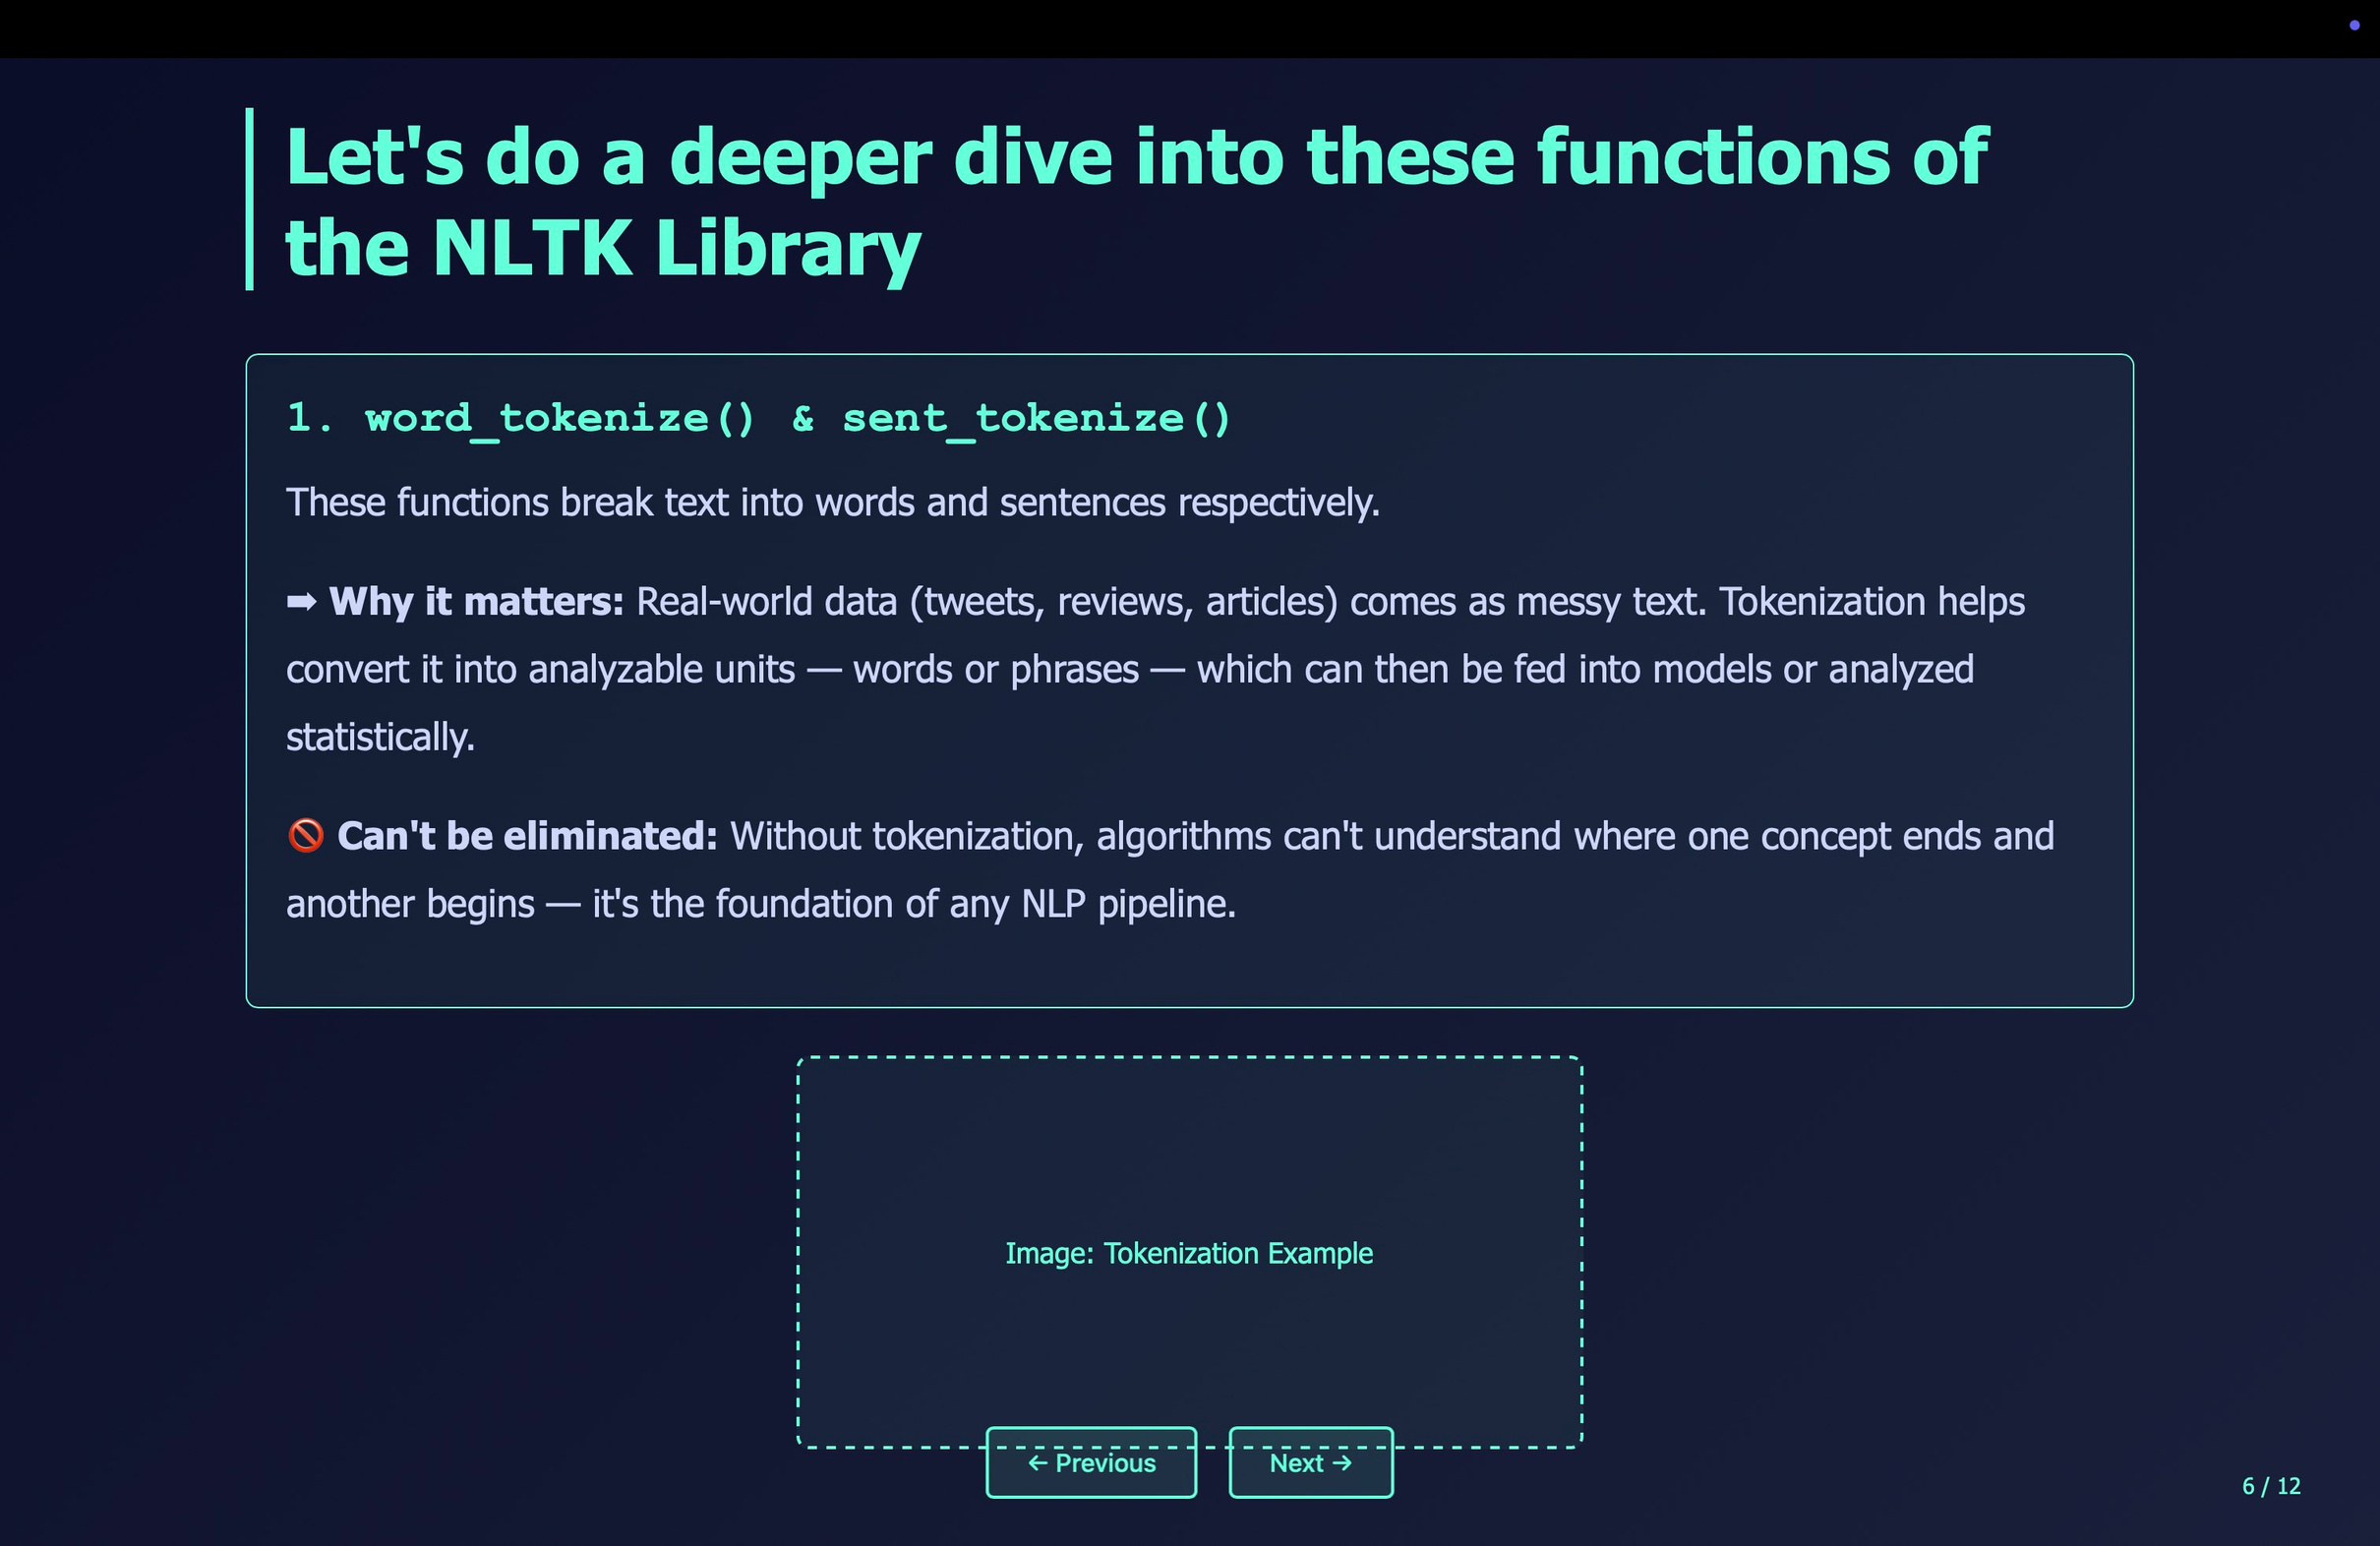 Let's do a deeper dive into these functions of
the NLTK Library
1. word_tokenize() & sent_tokenize()
These functions break text into words and sentences respectively.
➡ Why it matters: Real-world data (tweets, reviews, articles) comes as messy text. Tokenization helps
convert it into analyzable units — words or phrases — which can then be fed into models or analyzed
statistically.
🚫 Can't be eliminated: Without tokenization, algorithms can't understand where one concept ends and
another begins — it's the foundation of any NLP pipeline.
Image: Tokenization Example
← Previous
Next →
6 / 12